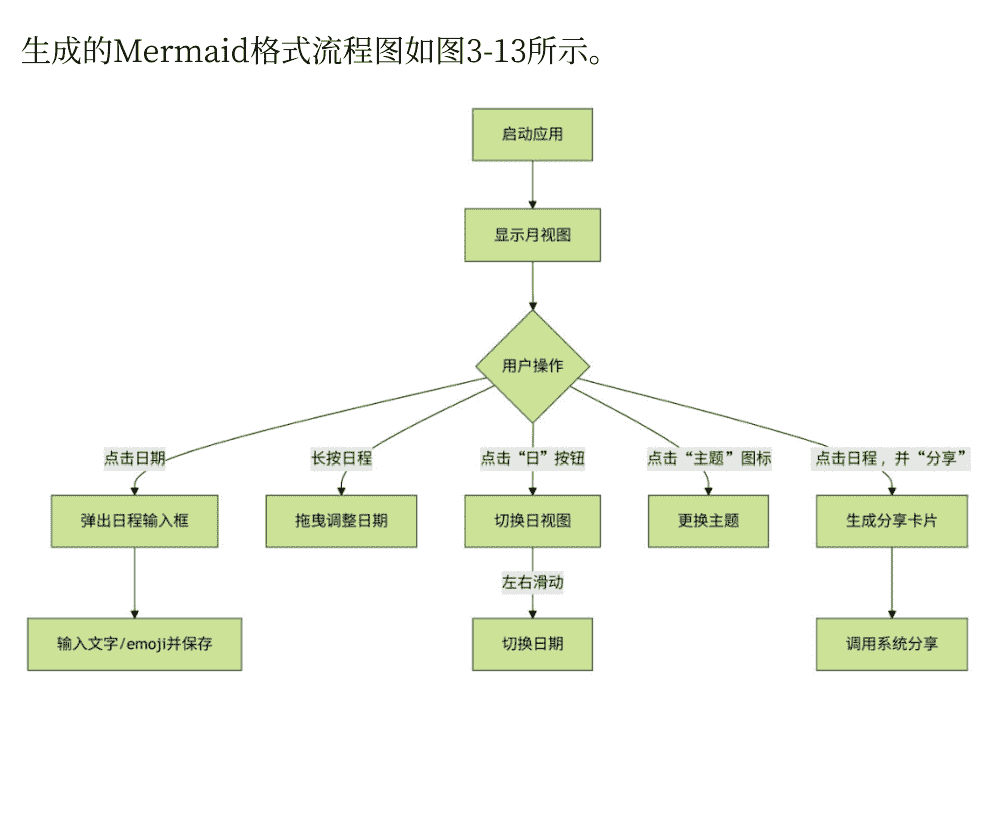 生成的Mermaid格式流程图如图3-13所示。
启动应用
显示月视图
用户操作
点击日期
长按日程
点击“日”按钮
点击“主题”图标
点击日程，并“分享”
弹出日程输入框
拖曳调整日期
切换日视图
更换主题
生成分享卡片
左右滑动
输入文字/emoji并保存
切换日期
调用系统分享